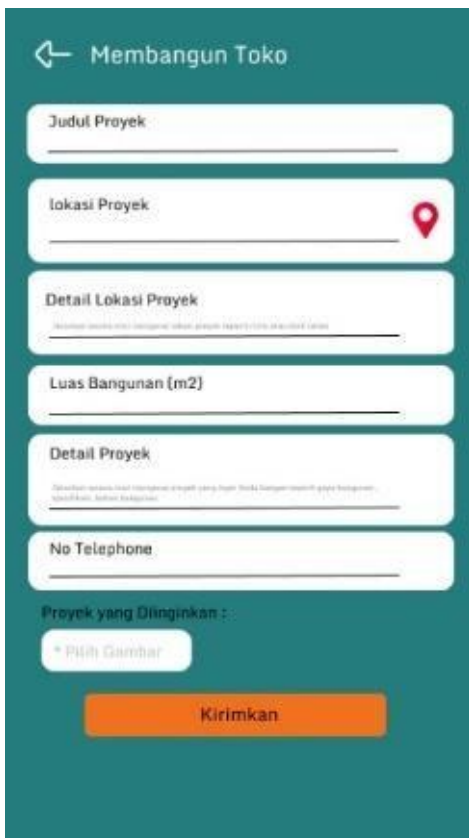 Membangun Toko
Judul Proyek
lokasi Proyek
Detail Lokasi Proyek
Luas Bangunan (m2)
Detail Proyek
No Telephone
Proyek yang Diinginkan :
* Pilih Gambar
Kirimkan